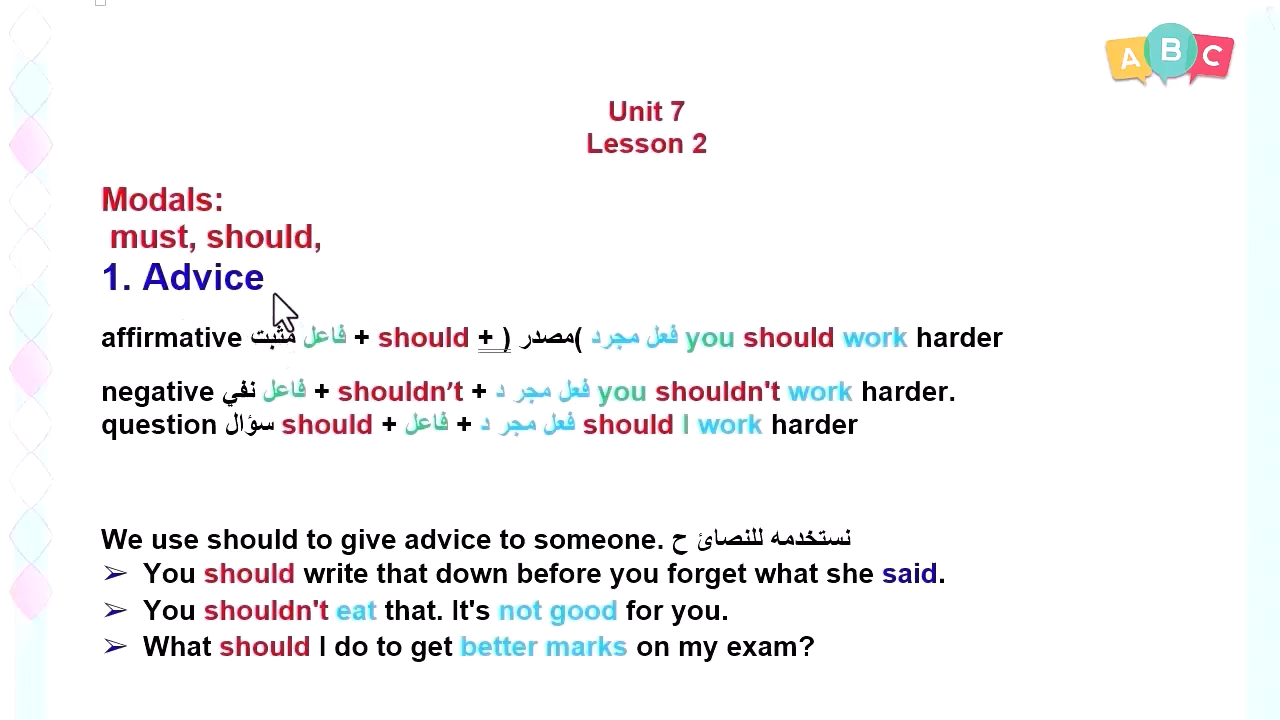 A B C
Unit 7
Lesson 2
Modals:
must, should,
1. Advice
affirmative مثبت فاعل + should + ) مصدر( فعل مجرد you should work harder
negative نفي فاعل + shouldn’t + فعل مجر د you shouldn't work harder.
question سؤال should + فاعل + فعل مجر د should I work harder
We use should to give advice to someone. نستخدمه للنصائ ح
➢ You should write that down before you forget what she said.
➢ You shouldn't eat that. It's not good for you.
➢ What should I do to get better marks on my exam?